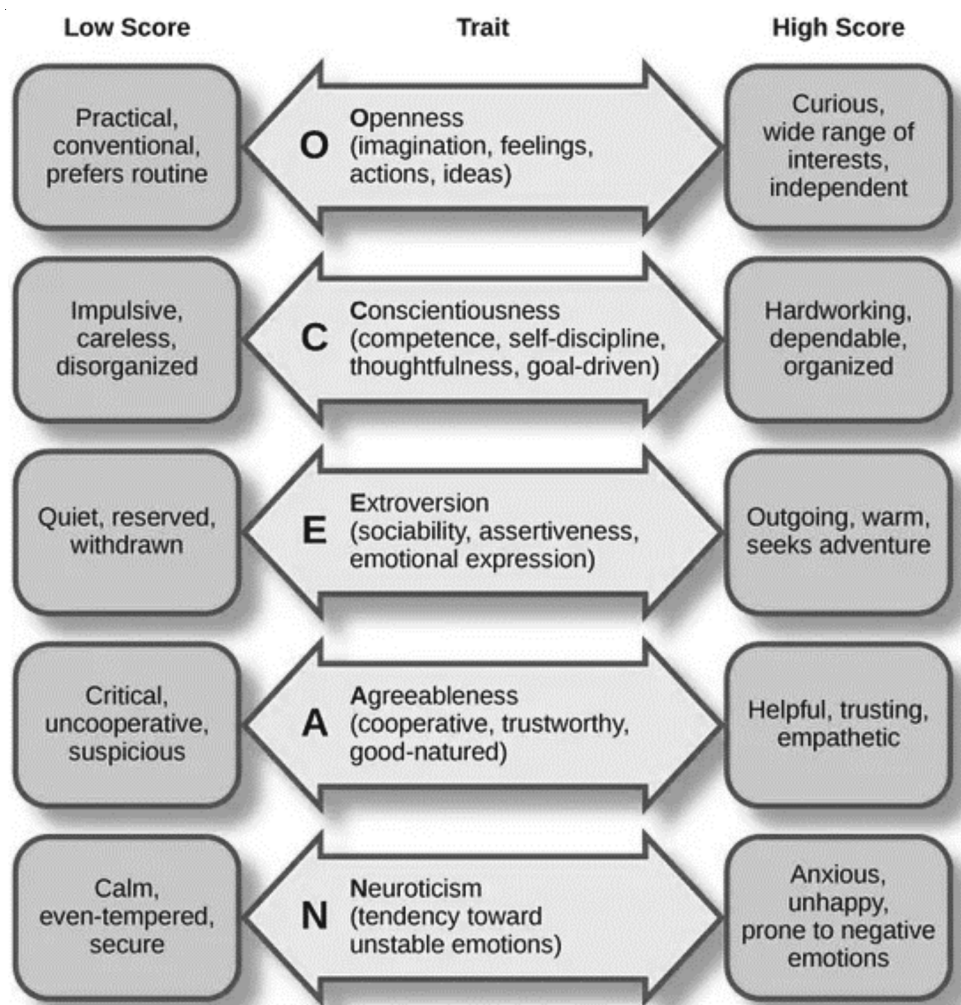 Low Score
Trait
High Score
Practical,
conventional,
prefers routine
O
Openness
(imagination, feelings,
actions, ideas)
Curious,
wide range of
interests,
independent
Impulsive,
careless,
disorganized
C
Conscientiousness
(competence, self-discipline,
thoughtfulness, goal-driven)
Hardworking,
dependable,
organized
Quiet, reserved,
withdrawn
E
Extroversion
(sociability, assertiveness,
emotional expression)
Outgoing, warm,
seeks adventure
Critical,
uncooperative,
suspicious
A
Agreeableness
(cooperative, trustworthy,
good-natured)
Helpful, trusting,
empathetic
Calm,
even-tempered,
secure
N
Neuroticism
(tendency toward
unstable emotions)
Anxious,
unhappy,
prone to negative
emotions